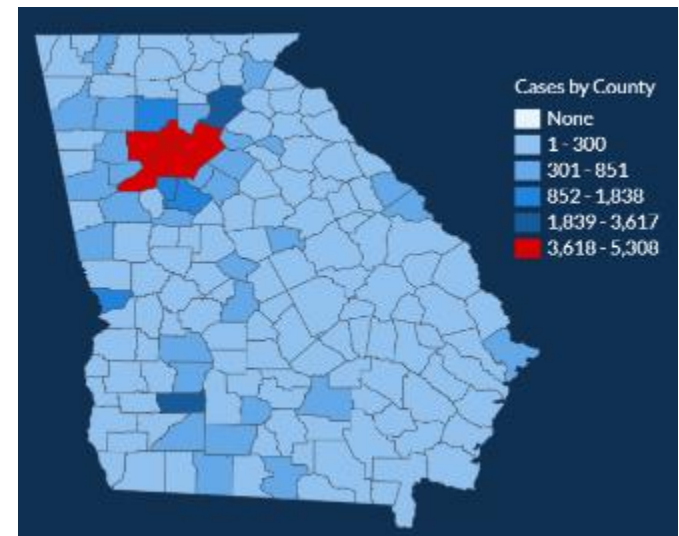 Cases by County
None
1 - 300
301 - 851
852 - 1,838
1,839 - 3,617
3,618 - 5,308